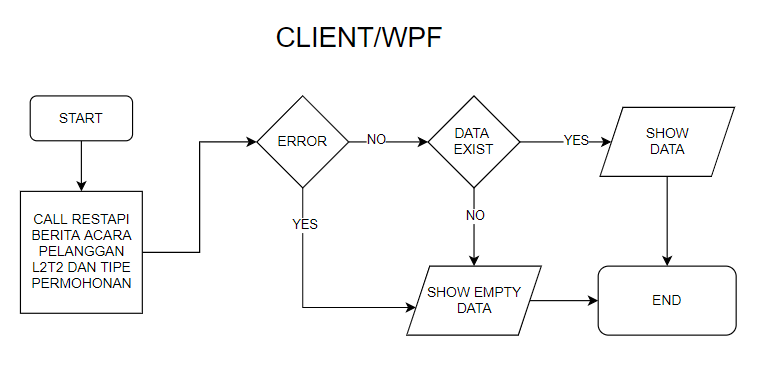 CLIENT/WPF
START
CALL RESTAPI
BERITA ACARA
PELANGGAN
L2T2 DAN TIPE
PERMOHONAN
ERROR
NO
DATA
EXIST
YES
SHOW
DATA
YES
NO
SHOW EMPTY
DATA
END